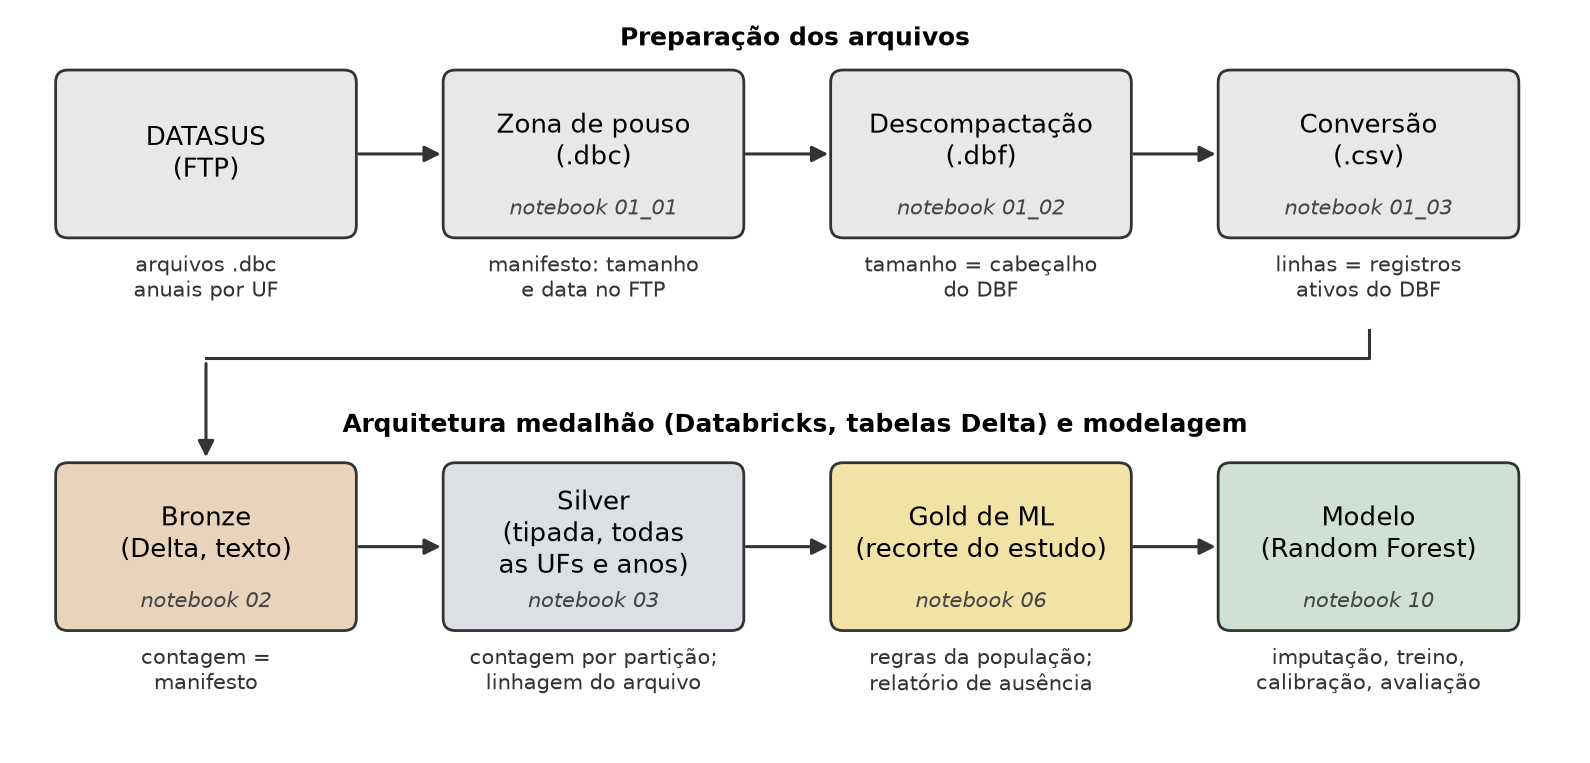 Preparação dos arquivos
DATASUS
(FTP)
arquivos .dbc
anuais por UF
Zona de pouso
(.dbc)
notebook 01_01
manifesto: tamanho
e data no FTP
Descompactação
(.dbf)
notebook 01_02
tamanho = cabeçalho
do DBF
Conversão
(.csv)
notebook 01_03
linhas = registros
ativos do DBF
Arquitetura medalhão (Databricks, tabelas Delta) e modelagem
Bronze
(Delta, texto)
notebook 02
contagem =
manifesto
Silver
(tipada, todas
as UFs e anos)
notebook 03
contagem por partição;
linhagem do arquivo
Gold de ML
(recorte do estudo)
notebook 06
regras da população;
relatório de ausência
Modelo
(Random Forest)
notebook 10
imputação, treino,
calibração, avaliação